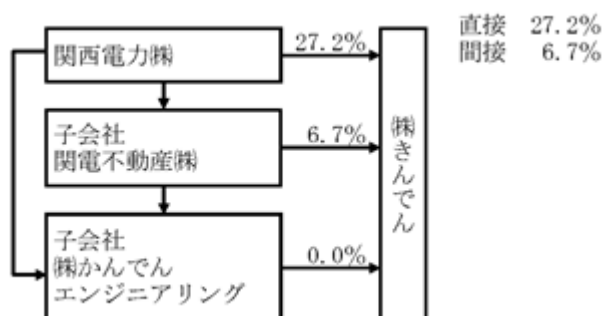 関西電力㈱
27.2%
直接 27.2%
間接 6.7%
子会社
関電不動産㈱
6.7%
㈱きんでん
子会社
㈱かんでん
エンジニアリング
0.0%